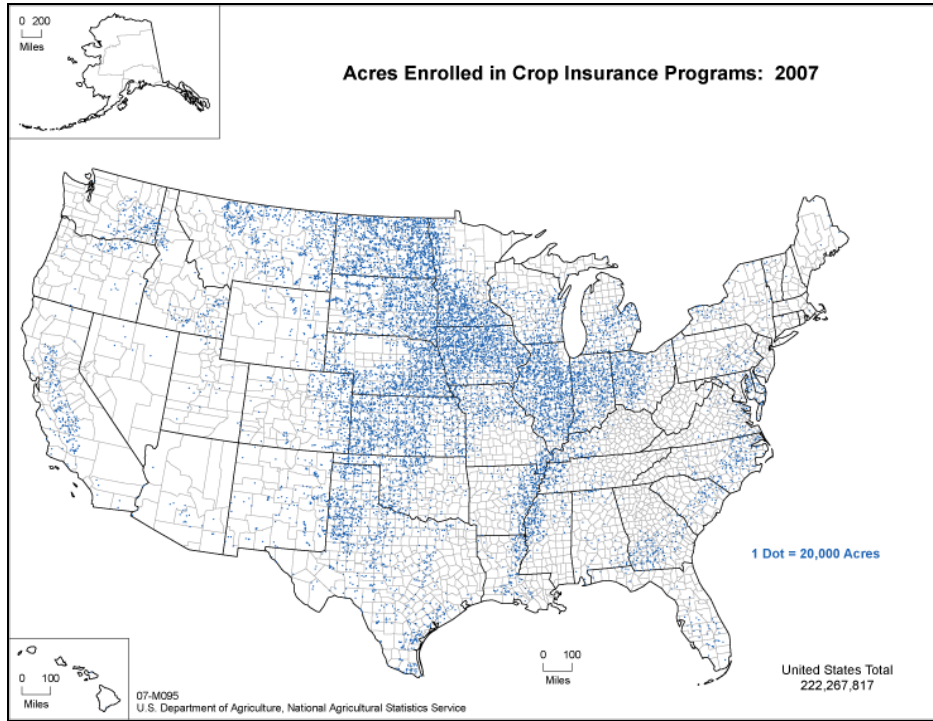 0 200
Miles
Acres Enrolled in Crop Insurance Programs: 2007
1 Dot = 20,000 Acres
0 100
Miles
United States Total
222,267,817
0 100
Miles
07-M095
U.S. Department of Agriculture, National Agricultural Statistics Service